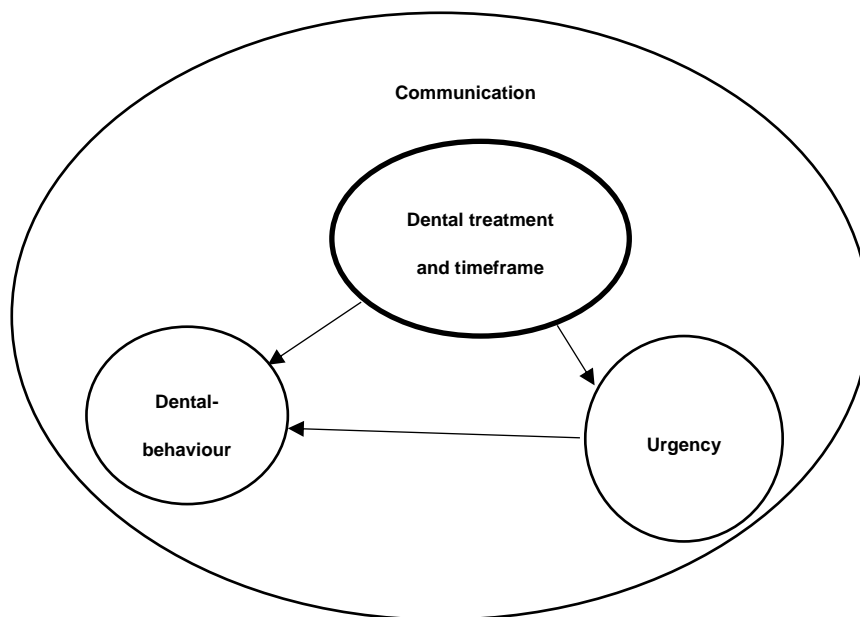 Communication
Dental treatment
and timeframe
Dental-
behaviour
Urgency